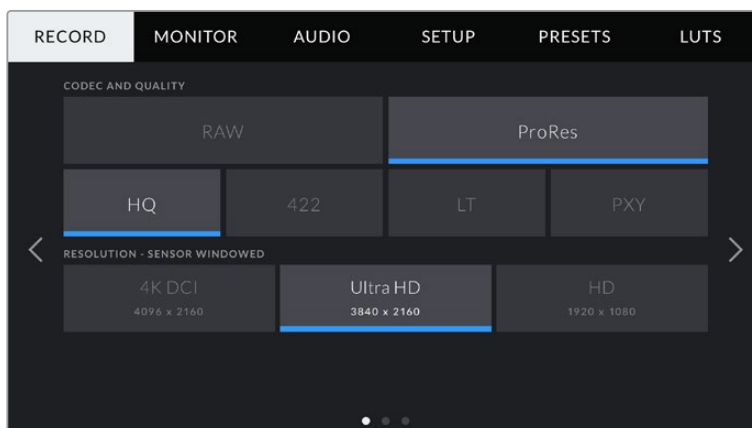 RECORD MONITOR AUDIO SETUP PRESETS LUTS
CODEC AND QUALITY
RAW ProRes
HQ 422 LT PXY
RESOLUTION - SENSOR WINDOWED
4K DCI Ultra HD HD
4096 x 2160 3840 x 2160 1920 x 1080